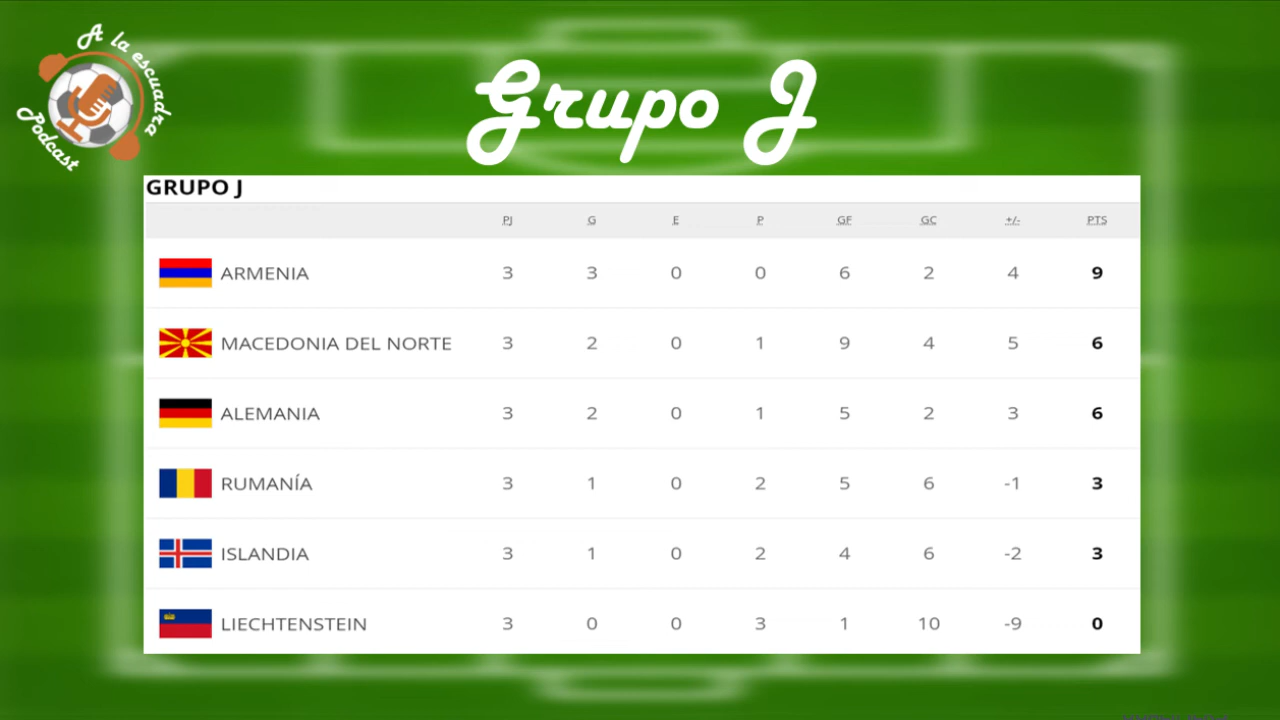 A la escuadra
Podcast
Grupo J
GRUPO J
PJ G E P GF GC +/- PTS
ARMENIA 3 3 0 0 6 2 4 9
MACEDONIA DEL NORTE 3 2 0 1 9 4 5 6
ALEMANIA 3 2 0 1 5 2 3 6
RUMANÍA 3 1 0 2 5 6 -1 3
ISLANDIA 3 1 0 2 4 6 -2 3
LIECHTENSTEIN 3 0 0 3 1 10 -9 0